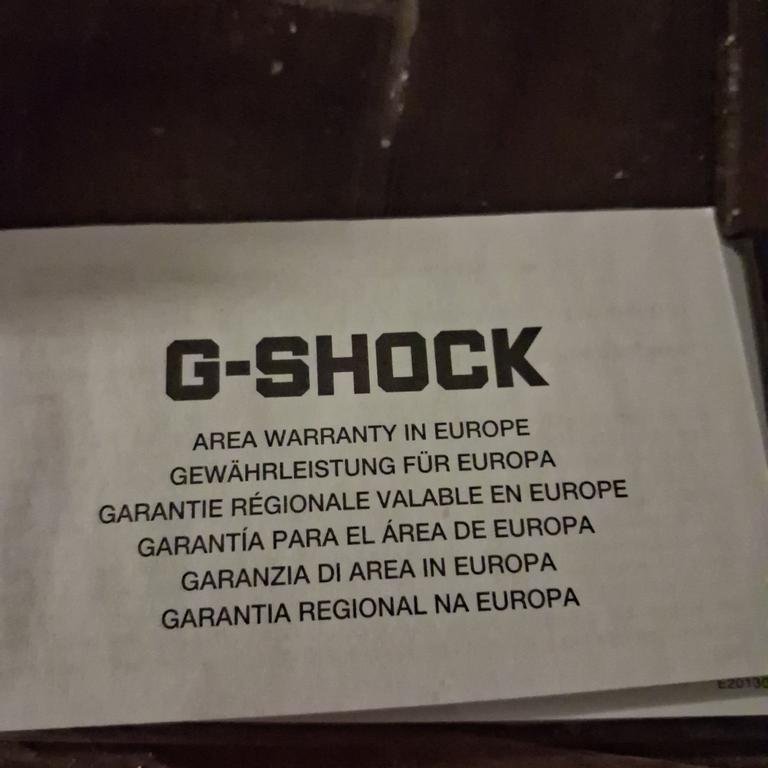 G-SHOCK
AREA WARRANTY IN EUROPE
GEWÄHRLEISTUNG FÜR EUROPA
GARANTIE RÉGIONALE VALABLE EN EUROPE
GARANTÍA PARA EL ÁREA DE EUROPA
GARANZIA DI AREA IN EUROPA
GARANTIA REGIONAL NA EUROPA